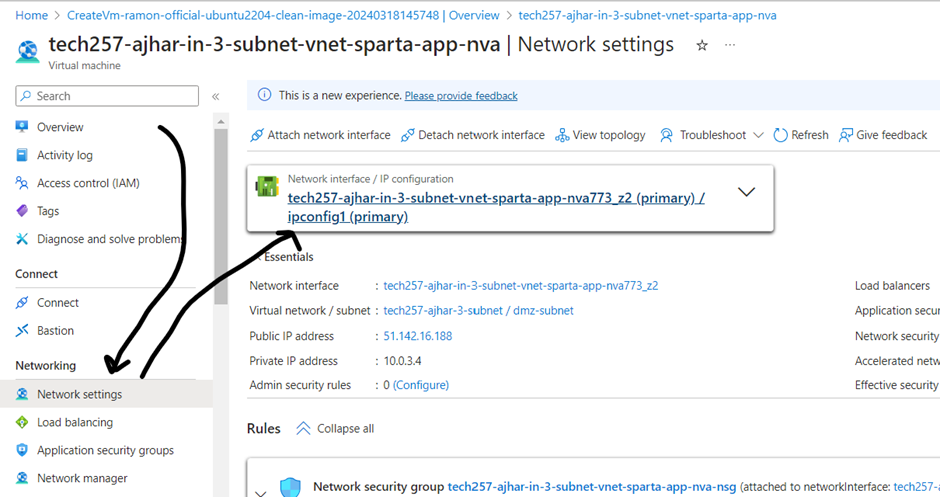 Home > CreateVm-ramon-official-ubuntu2204-clean-image-20240318145748 | Overview > tech257-ajhar-in-3-subnet-vnet-sparta-app-nva
tech257-ajhar-in-3-subnet-vnet-sparta-app-nva | Network settings ☆ ...
Virtual machine
Search «
This is a new experience. Please provide feedback
Overview
Activity log
Access control (IAM)
Tags
Diagnose and solve problems
Connect
Connect
Bastion
Networking
Network settings
Load balancing
Application security groups
Network manager
Attach network interface Detach network interface View topology Troubleshoot Refresh Give feedback
Network interface / IP configuration
tech257-ajhar-in-3-subnet-vnet-sparta-app-nva773_z2 (primary) /
ipconfig1 (primary)
Essentials
Network interface : tech257-ajhar-in-3-subnet-vnet-sparta-app-nva773_z2 Load balancers
Virtual network / subnet : tech257-ajhar-3-subnet / dmz-subnet Application secu
Public IP address : 51.142.16.188 Network security
Private IP address : 10.0.3.4 Accelerated netw
Admin security rules : 0 (Configure) Effective security
Rules Collapse all
Network security group tech257-ajhar-in-3-subnet-vnet-sparta-app-nva-nsg (attached to networkInterface: tech257-